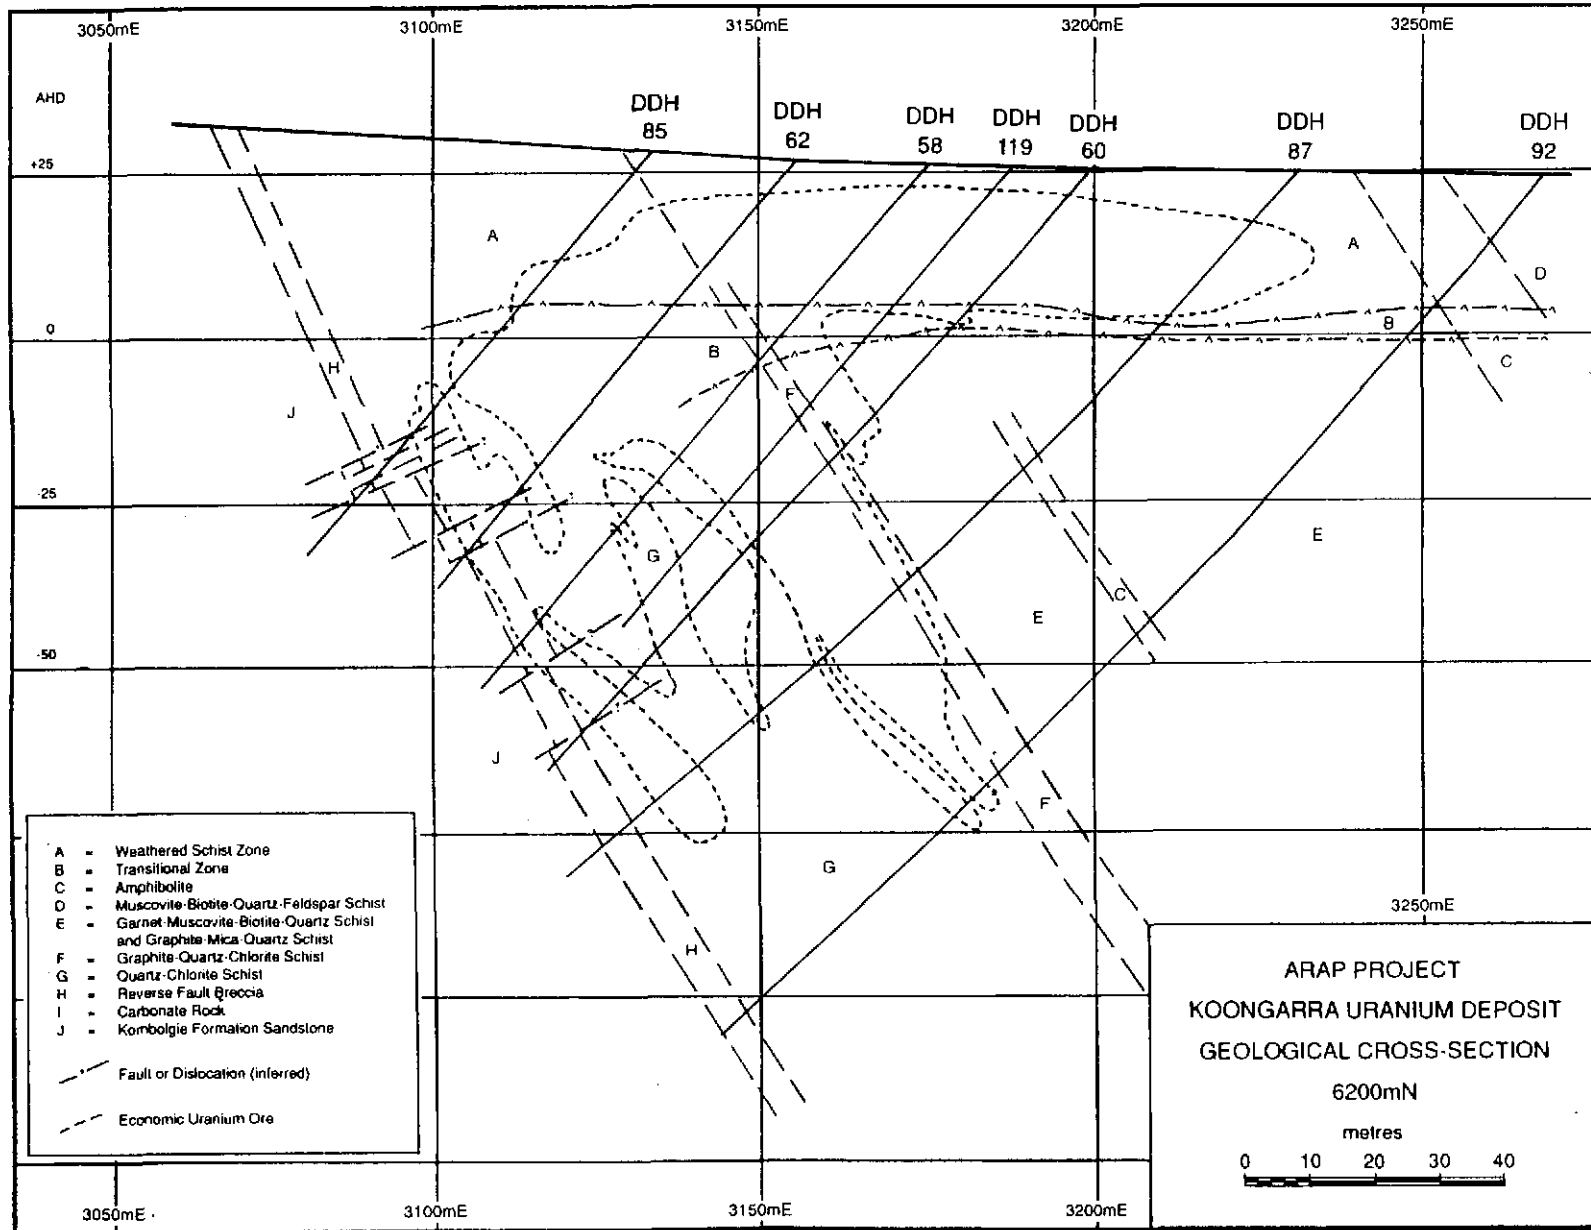 3050mE 3100mE 3150mE 3200mE 3250mE
AHD
DDH 85
DDH 62
DDH 58
DDH 119
DDH 60
DDH 87
DDH 92
+25
A
A
D
0
B
B
H
C
F
J
-25
G
E
C
E
-50
J
F
G
H
A = Weathered Schist Zone
B = Transitional Zone
C = Amphibolite
D = Muscovite-Biotite-Quartz-Feldspar Schist
E = Garnet-Muscovite-Biotite-Quartz Schist
and Graphite-Mica-Quartz Schist
F = Graphite-Quartz-Chlorite Schist
G = Quartz-Chlorite Schist
H = Reverse Fault Breccia
I = Carbonate Rock
J = Kombolgie Formation Sandstone
Fault or Dislocation (inferred)
Economic Uranium Ore
3250mE
ARAP PROJECT
KOONGARRA URANIUM DEPOSIT
GEOLOGICAL CROSS-SECTION
6200mN
metres
0 10 20 30 40
3050mE 3100mE 3150mE 3200mE